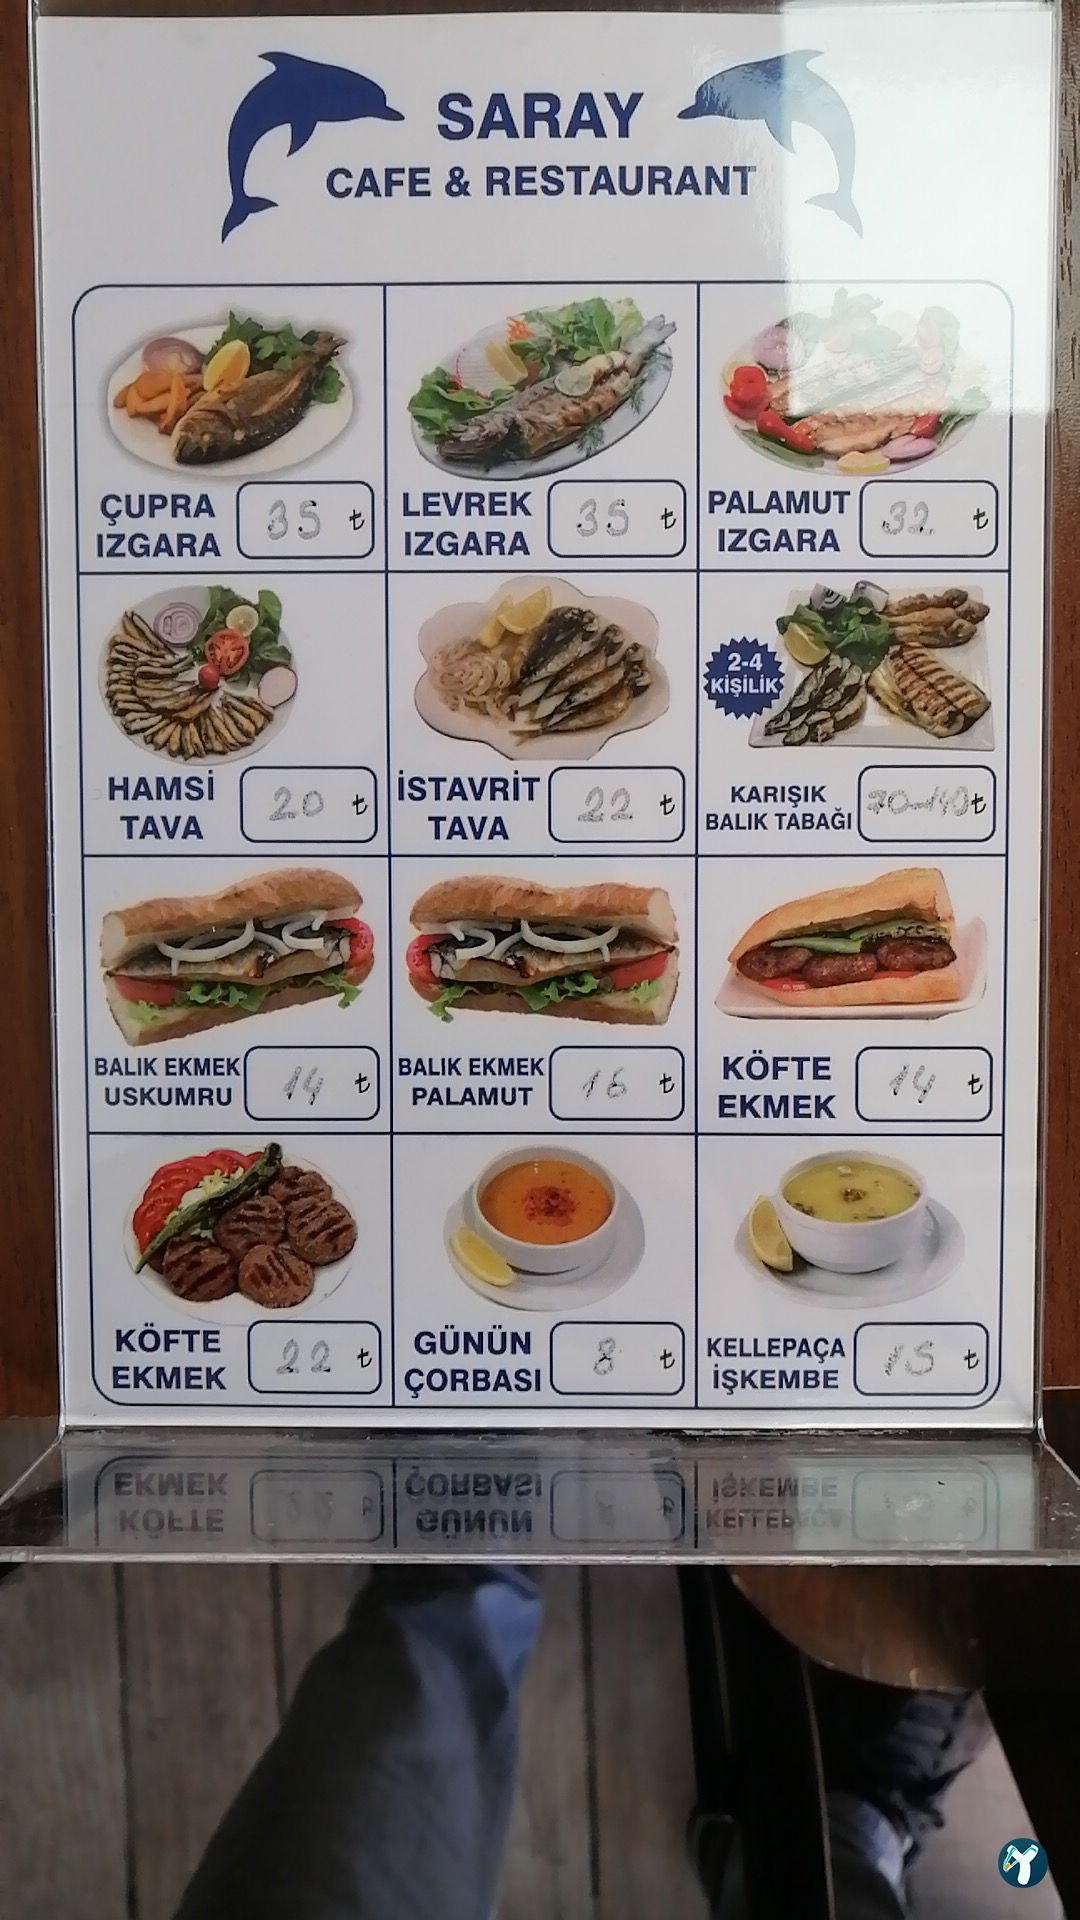 SARAY
CAFE & RESTAURANT
ÇUPRA
IZGARA
35 ₺
LEVREK
IZGARA
35 ₺
PALAMUT
IZGARA
32 ₺
HAMSİ
TAVA
20 ₺
İSTAVRİT
TAVA
22 ₺
2-4
KİŞİLİK
KARIŞIK
BALIK TABAĞI
70-140 ₺
BALIK EKMEK
USKUMRU
14 ₺
BALIK EKMEK
PALAMUT
16 ₺
KÖFTE
EKMEK
14 ₺
KÖFTE
EKMEK
22 ₺
GÜNÜN
ÇORBASI
8 ₺
KELLEPAÇA
İŞKEMBE
15 ₺